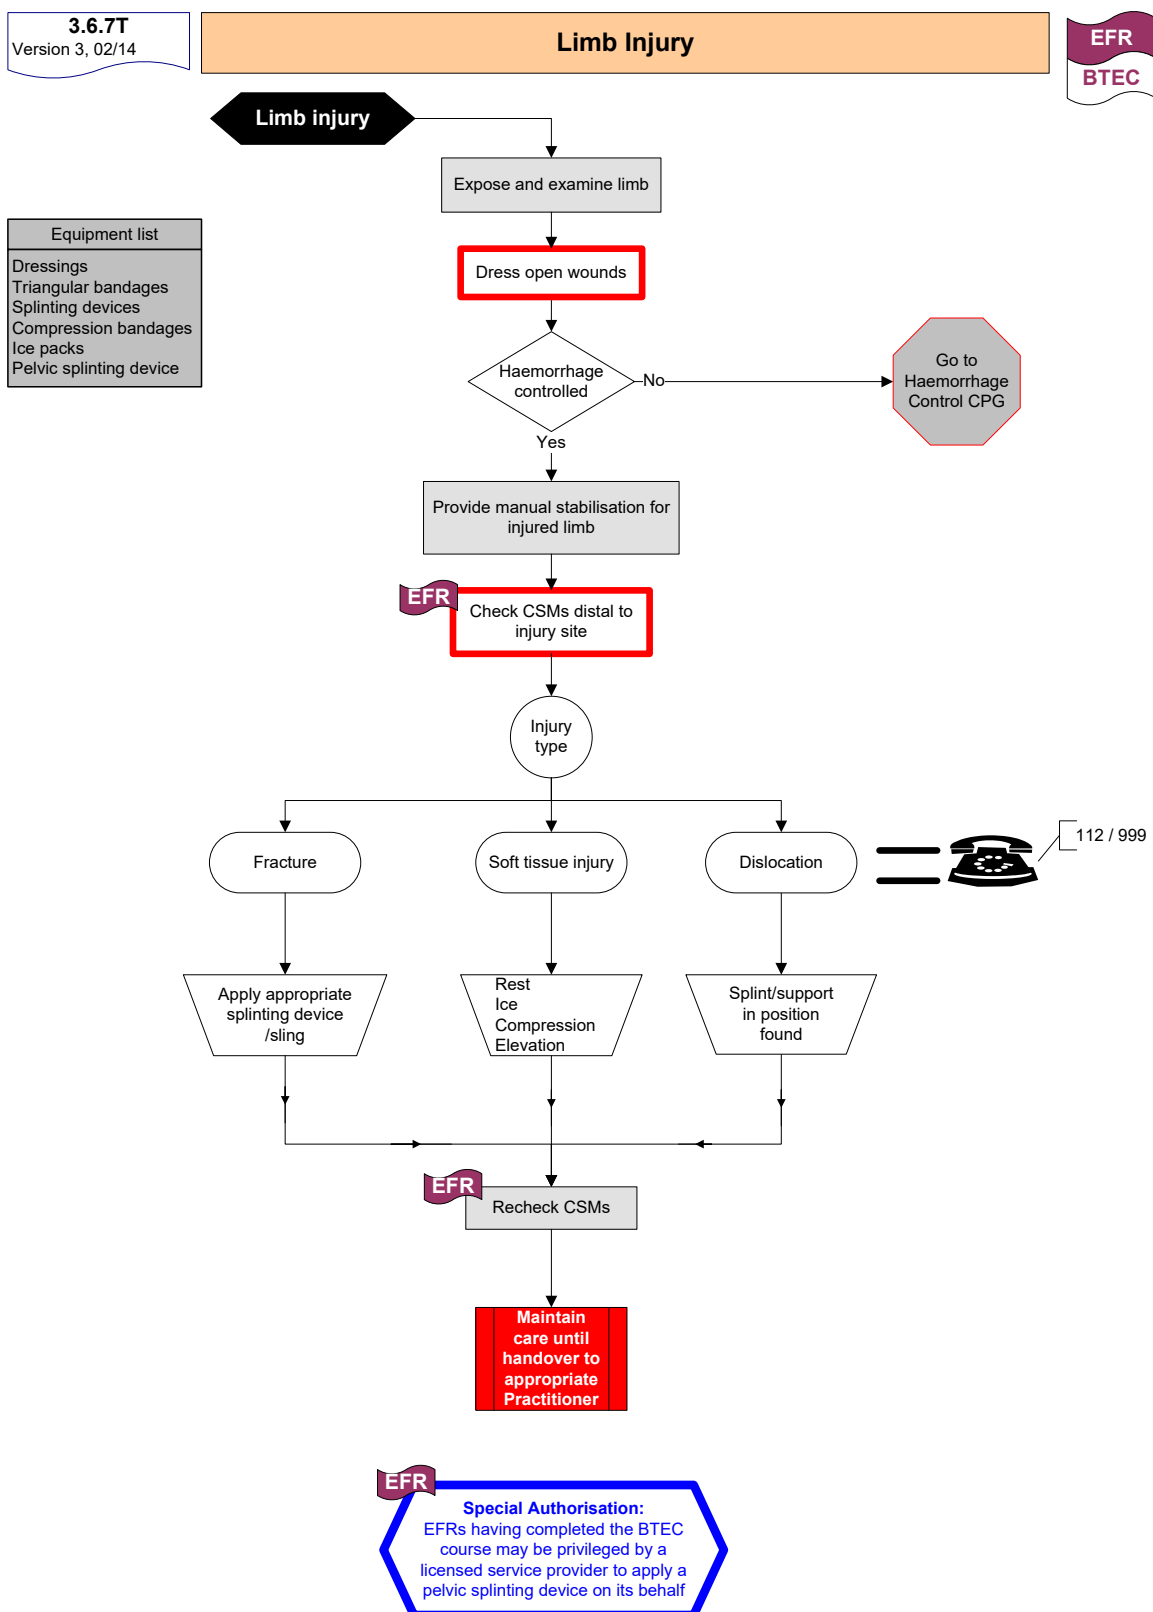 3.6.7T
Version 3, 02/14
Limb Injury
EFR
BTEC
Limb injury
Expose and examine limb
Equipment list
Dressings
Triangular bandages
Splinting devices
Compression bandages
Ice packs
Pelvic splinting device
Dress open wounds
Haemorrhage
controlled
No
Go to
Haemorrhage
Control CPG
Yes
Provide manual stabilisation for
injured limb
EFR
Check CSMs distal to
injury site
Injury
type
Fracture
Soft tissue injury
Dislocation
112 / 999
Apply appropriate
splinting device
/sling
Rest
Ice
Compression
Elevation
Splint/support
in position
found
EFR
Recheck CSMs
Maintain
care until
handover to
appropriate
Practitioner
EFR
Special Authorisation:
EFRs having completed the BTEC
course may be privileged by a
licensed service provider to apply a
pelvic splinting device on its behalf